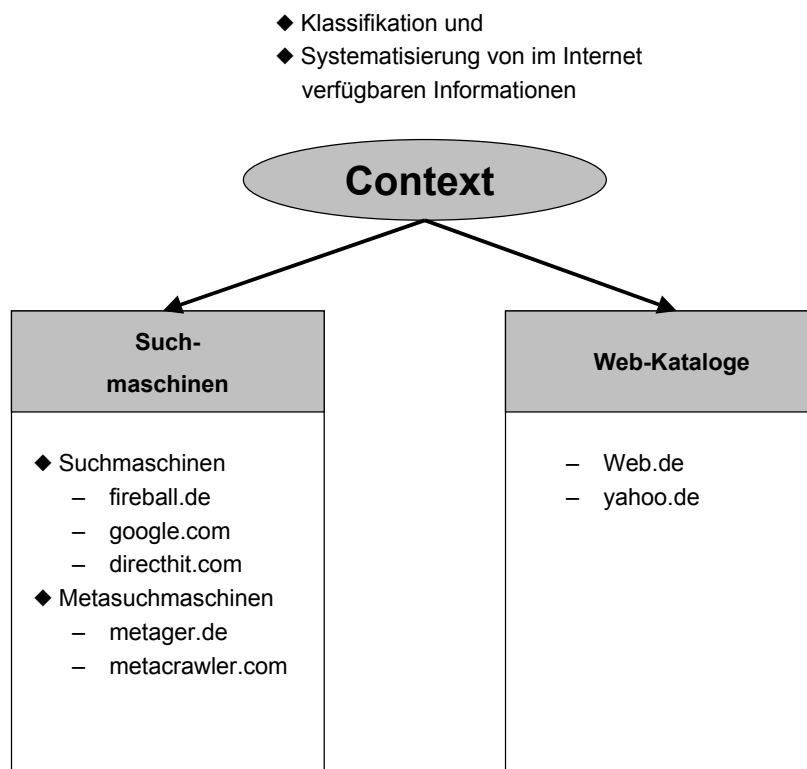 ◆ Klassifikation und
◆ Systematisierung von im Internet
verfügbaren Informationen
Context
Such-
maschinen
◆ Suchmaschinen
– fireball.de
– google.com
– directhit.com
◆ Metasuchmaschinen
– metager.de
– metacrawler.com
Web-Kataloge
– Web.de
– yahoo.de